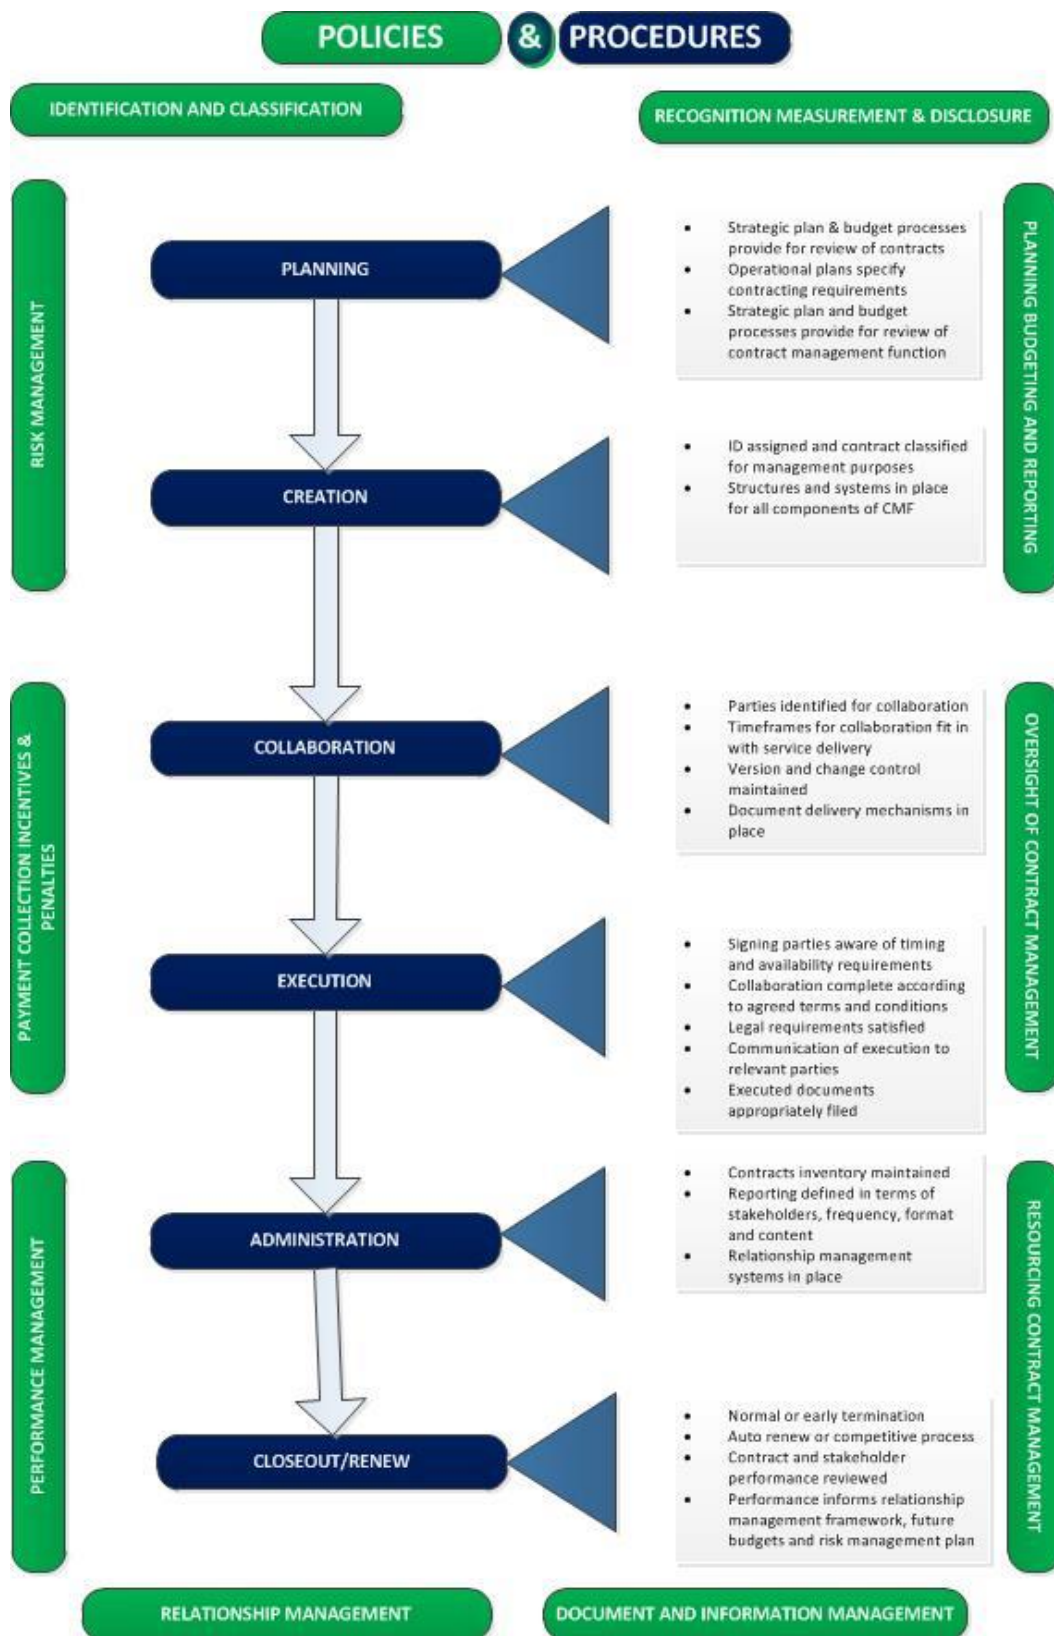 POLICIES & PROCEDURES
IDENTIFICATION AND CLASSIFICATION
RECOGNITION MEASUREMENT & DISCLOSURE
RISK MANAGEMENT
PLANNING BUDGETING AND REPORTING
PLANNING
• Strategic plan & budget processes
provide for review of contracts
• Operational plans specify
contracting requirements
• Strategic plan and budget
processes provide for review of
contract management function
CREATION
• ID assigned and contract classified
for management purposes
• Structures and systems in place
for all components of CMF
PAYMENT COLLECTION INCENTIVES &
PENALTIES
OVERSIGHT OF CONTRACT MANAGEMENT
COLLABORATION
• Parties identified for collaboration
• Timeframes for collaboration fit in
with service delivery
• Version and change control
maintained
• Document delivery mechanisms in
place
EXECUTION
• Signing parties aware of timing
and availability requirements
• Collaboration complete according
to agreed terms and conditions
• Legal requirements satisfied
• Communication of execution to
relevant parties
• Executed documents
appropriately filed
PERFORMANCE MANAGEMENT
RESOURCING CONTRACT MANAGEMENT
ADMINISTRATION
• Contracts inventory maintained
• Reporting defined in terms of
stakeholders, frequency, format
and content
• Relationship management
systems in place
CLOSEOUT/RENEW
• Normal or early termination
• Auto renew or competitive process
• Contract and stakeholder
performance reviewed
• Performance informs relationship
management framework, future
budgets and risk management plan
RELATIONSHIP MANAGEMENT
DOCUMENT AND INFORMATION MANAGEMENT